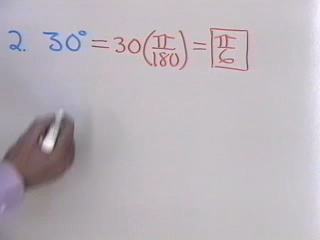 2. 30° = 30(π/180) = π/6